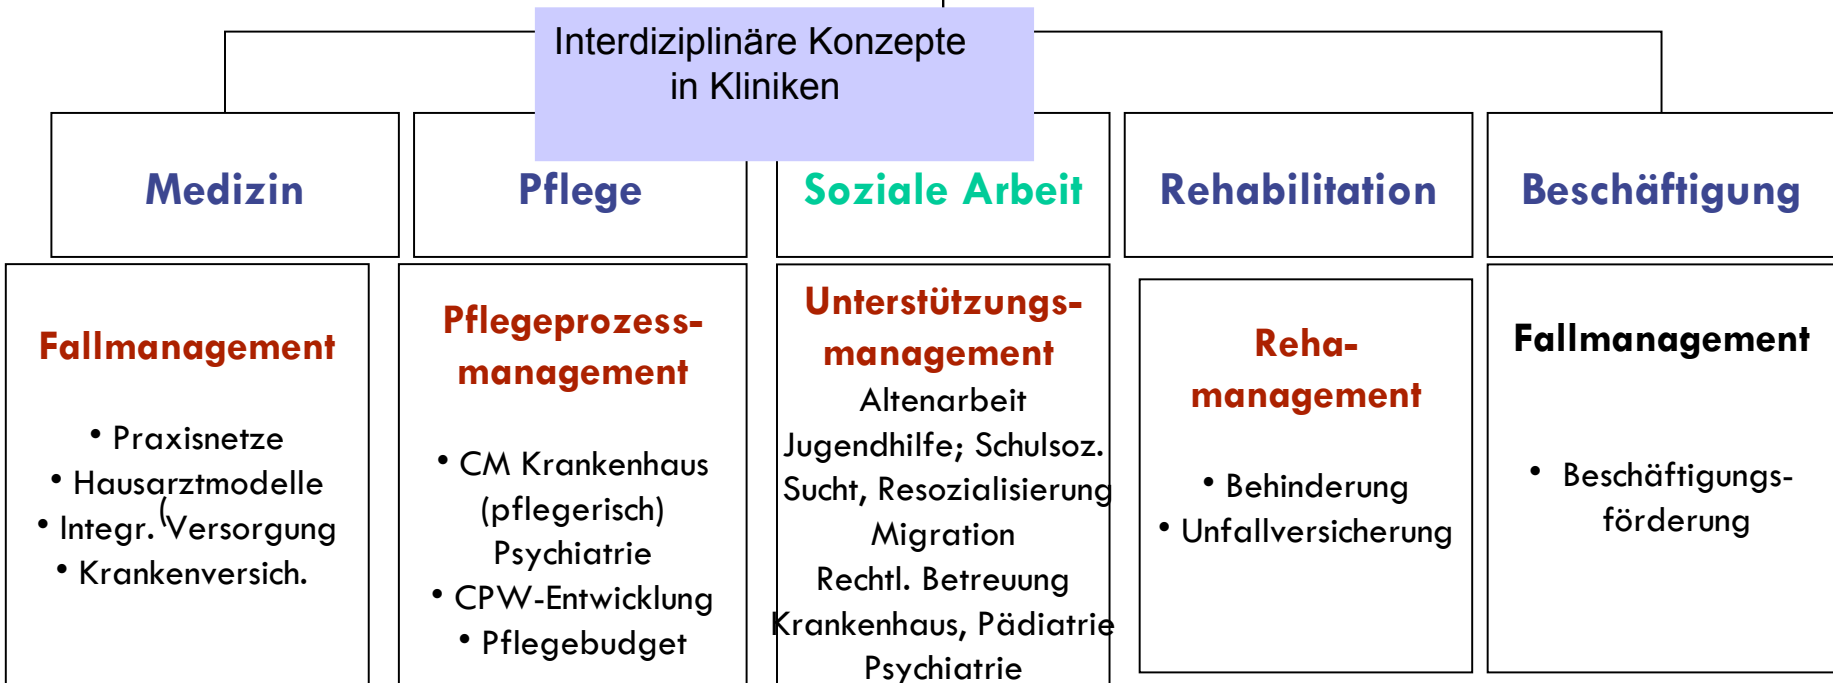 Interdiziplinäre Konzepte
in Kliniken
Medizin
Pflege
Soziale Arbeit
Rehabilitation
Beschäftigung
Fallmanagement
• Praxisnetze
• Hausarztmodelle
(
• Integr. Versorgung
• Krankenversich.
Pflegeprozess-
management
• CM Krankenhaus
(pflegerisch)
Psychiatrie
• CPW-Entwicklung
• Pflegebudget
Unterstützungs-
management
Altenarbeit
Jugendhilfe; Schulsoz.
Sucht, Resozialisierung
Migration
Rechtl. Betreuung
Krankenhaus, Pädiatrie
Psychiatrie
Reha-
management
• Behinderung
• Unfallversicherung
Fallmanagement
• Beschäftigungs-
förderung